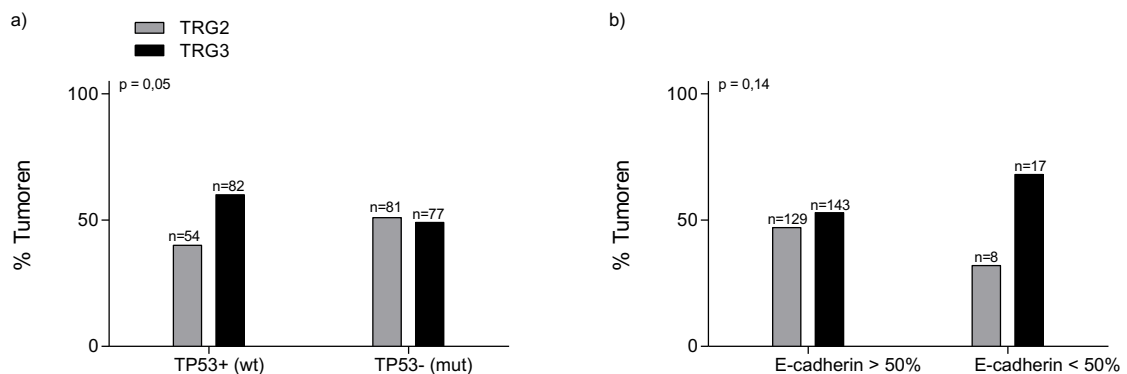 a)
TRG2
TRG3
p = 0,05
100
50
0
% Tumoren
n=54
n=82
n=81
n=77
TP53+ (wt)
TP53- (mut)
b)
p = 0,14
100
50
0
% Tumoren
n=129
n=143
n=8
n=17
E-cadherin > 50%
E-cadherin < 50%